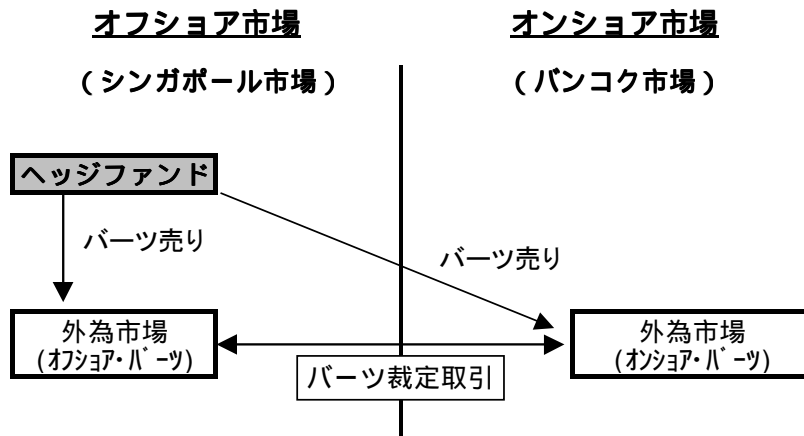 オフショア市場
(シンガポール市場)
オンショア市場
(バンコク市場)
ヘッジファンド
バーツ売り
バーツ売り
外為市場
(ｵﾌｼｮｱ･ﾊﾞｰﾂ)
外為市場
(ｵﾝｼｮｱ･ﾊﾞｰﾂ)
バーツ裁定取引